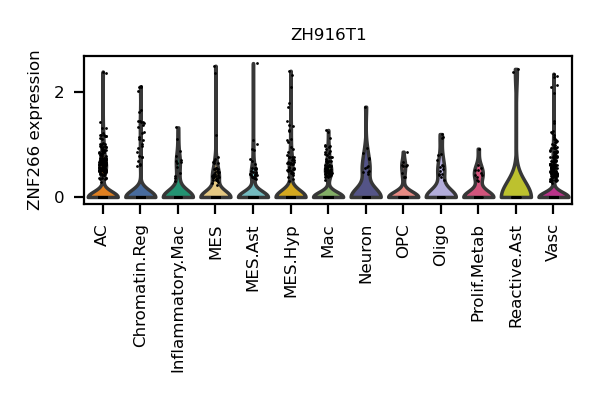 ZH916T1
ZNF266 expression
2
0
AC
Chromatin.Reg
Inflammatory.Mac
MES
MES.Ast
MES.Hyp
Mac
Neuron
OPC
Oligo
Prolif.Metab
Reactive.Ast
Vasc